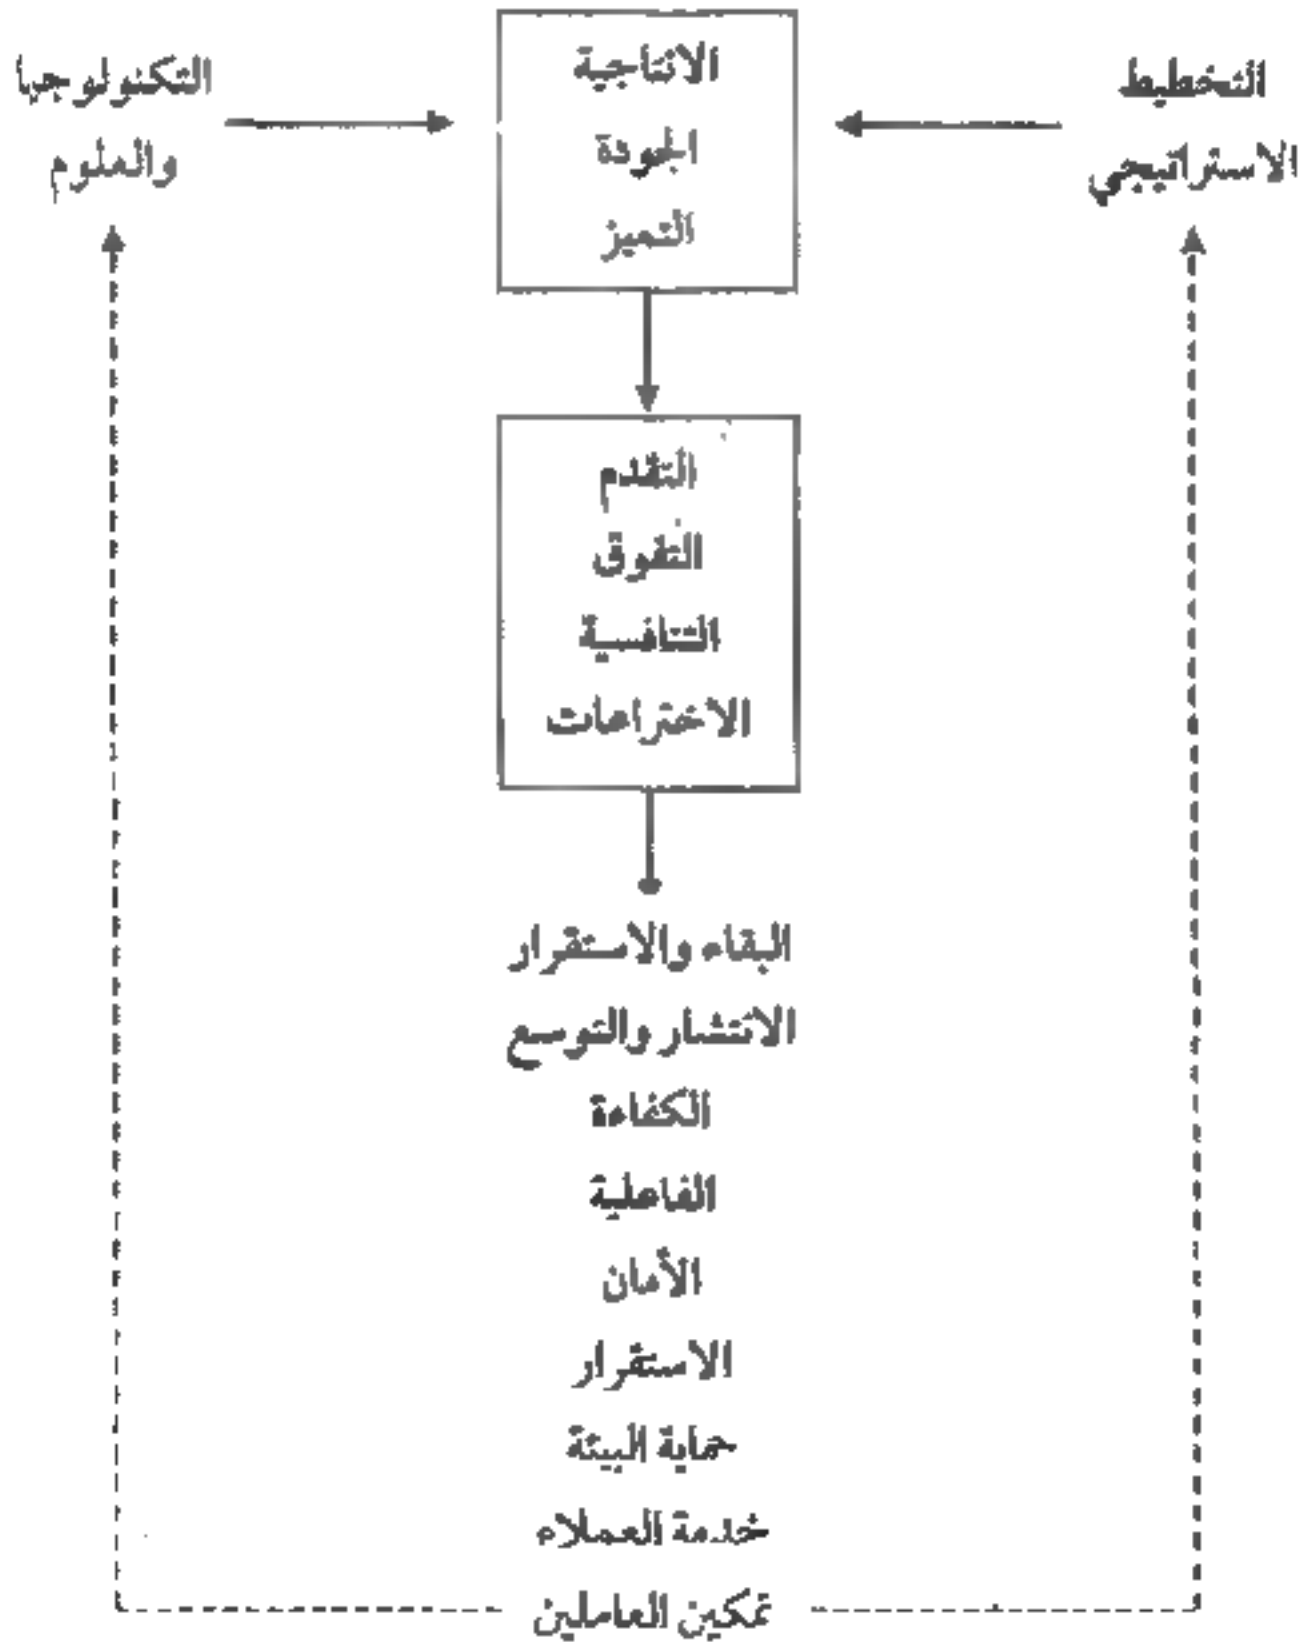 التخطيط
الاستراتيجي
الانتاجية
الجودة
التميز
التكنولوجيا
والعلوم
التقدم
التفوق
التنافسية
الاختراعات
البقاء والاستقرار
الانتشار والتوسع
الكفاءة
الفاعلية
الأمان
الاستقرار
حماية البيئة
خدمة العملاء
تمكين العاملين